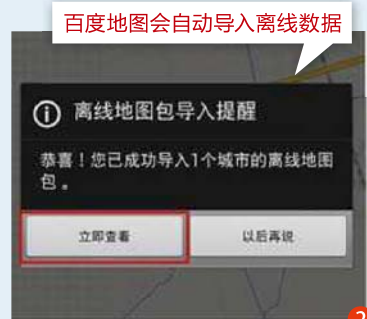 百度地图会自动导入离线数据
离线地图包导入提醒
恭喜！您已成功导入1个城市的离线地图
包。
立即查看
以后再说
2